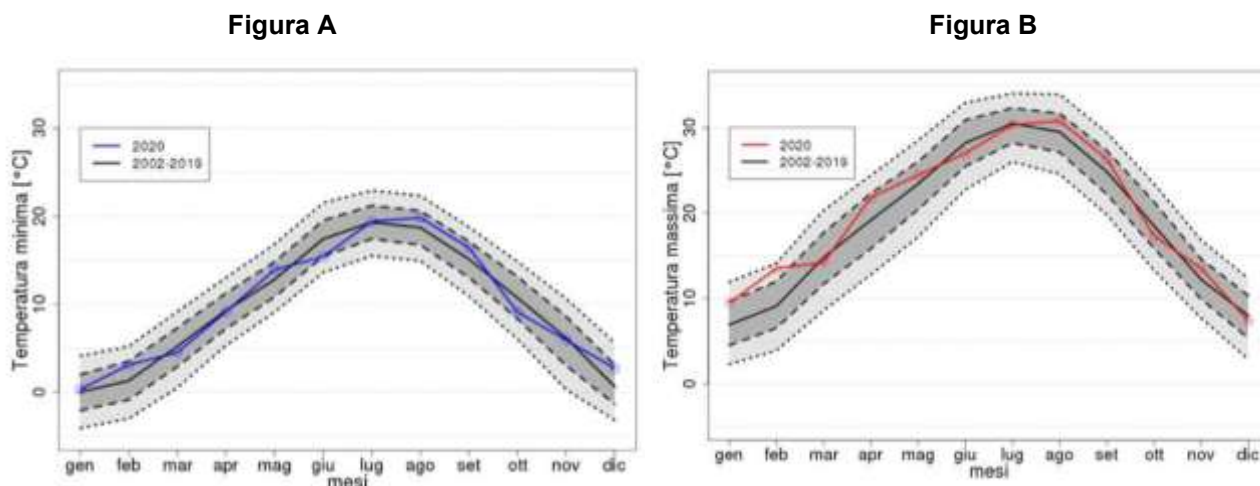 Figura A
Figura B
Temperatura minima [°C]
30
20
10
0
2020
2002-2019
gen feb mar apr mag giu lug ago set ott nov dic
mesi
Temperatura massima [°C]
30
20
10
0
2020
2002-2019
gen feb mar apr mag giu lug ago set ott nov dic
mesi